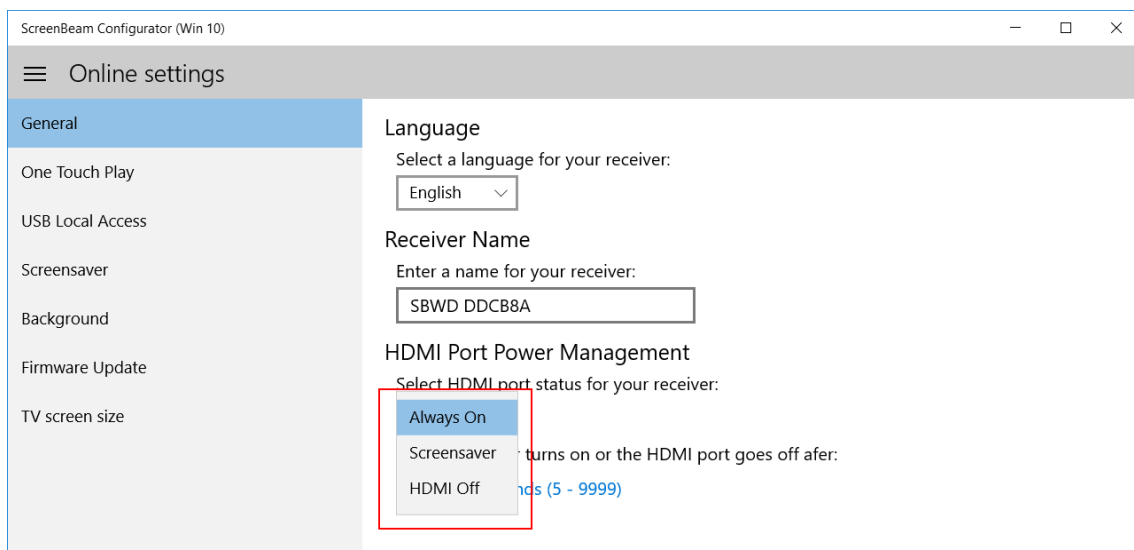 ScreenBeam Configurator (Win 10)
Online settings
General
One Touch Play
USB Local Access
Screensaver
Background
Firmware Update
TV screen size
Language
Select a language for your receiver:
English
Receiver Name
Enter a name for your receiver:
SBWD DDCB8A
HDMI Port Power Management
Select HDMI port status for your receiver:
Always On
Screensaver
HDMI Off
turns on or the HDMI port goes off afer:
(5 - 9999)